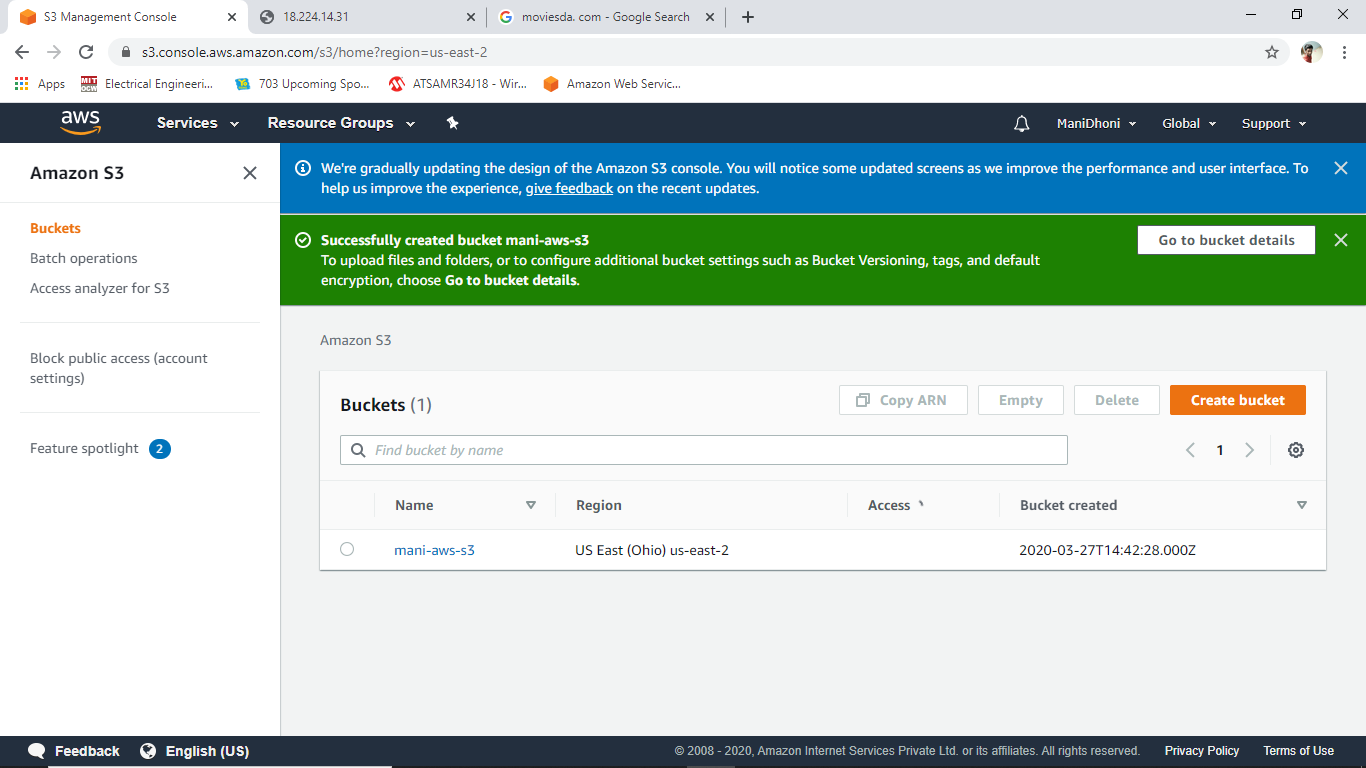 S3 Management Console
18.224.14.31
moviesda. com - Google Search
s3.console.aws.amazon.com/s3/home?region=us-east-2
Apps
MIT OCW Electrical Engineeri...
703 Upcoming Spo...
ATSAMR34J18 - Wir...
Amazon Web Servic...
aws Services Resource Groups ManiDhoni Global Support
Amazon S3
Buckets
Batch operations
Access analyzer for S3
Block public access (account
settings)
Feature spotlight 2
We're gradually updating the design of the Amazon S3 console. You will notice some updated screens as we improve the performance and user interface. To
help us improve the experience, give feedback on the recent updates.
Successfully created bucket mani-aws-s3
To upload files and folders, or to configure additional bucket settings such as Bucket Versioning, tags, and default
encryption, choose Go to bucket details.
Go to bucket details
Amazon S3
Buckets (1)
Copy ARN Empty Delete Create bucket
Find bucket by name
1
Name Region Access Bucket created
mani-aws-s3 US East (Ohio) us-east-2 2020-03-27T14:42:28.000Z
Feedback English (US) © 2008 - 2020, Amazon Internet Services Private Ltd. or its affiliates. All rights reserved. Privacy Policy Terms of Use